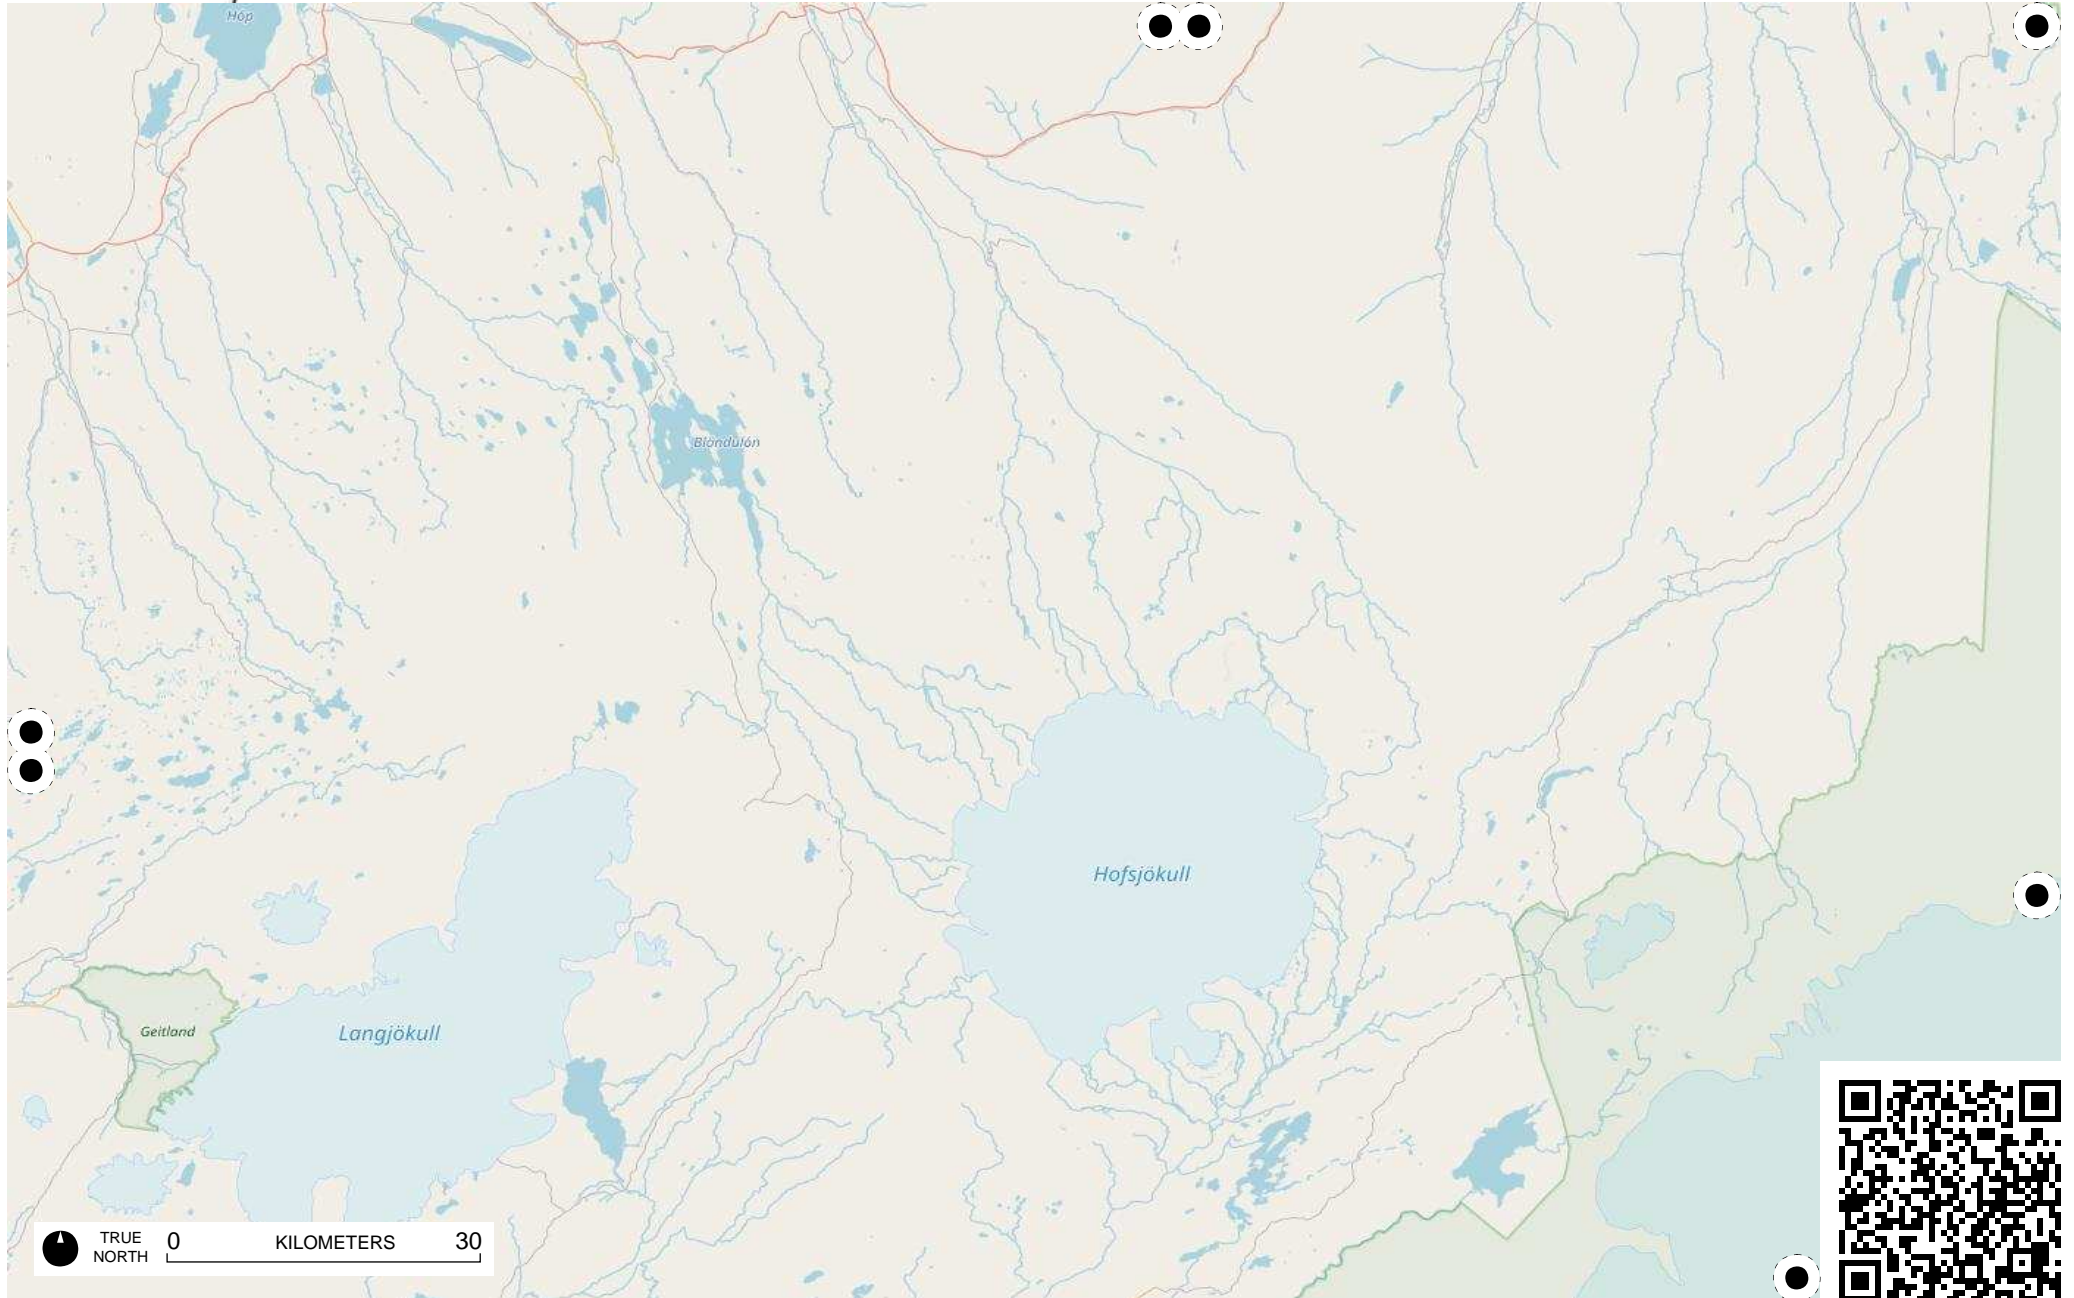 Hóp
Blöndulón
Hofsjökull
Langjökull
Geitland
TRUE NORTH
0 KILOMETERS 30